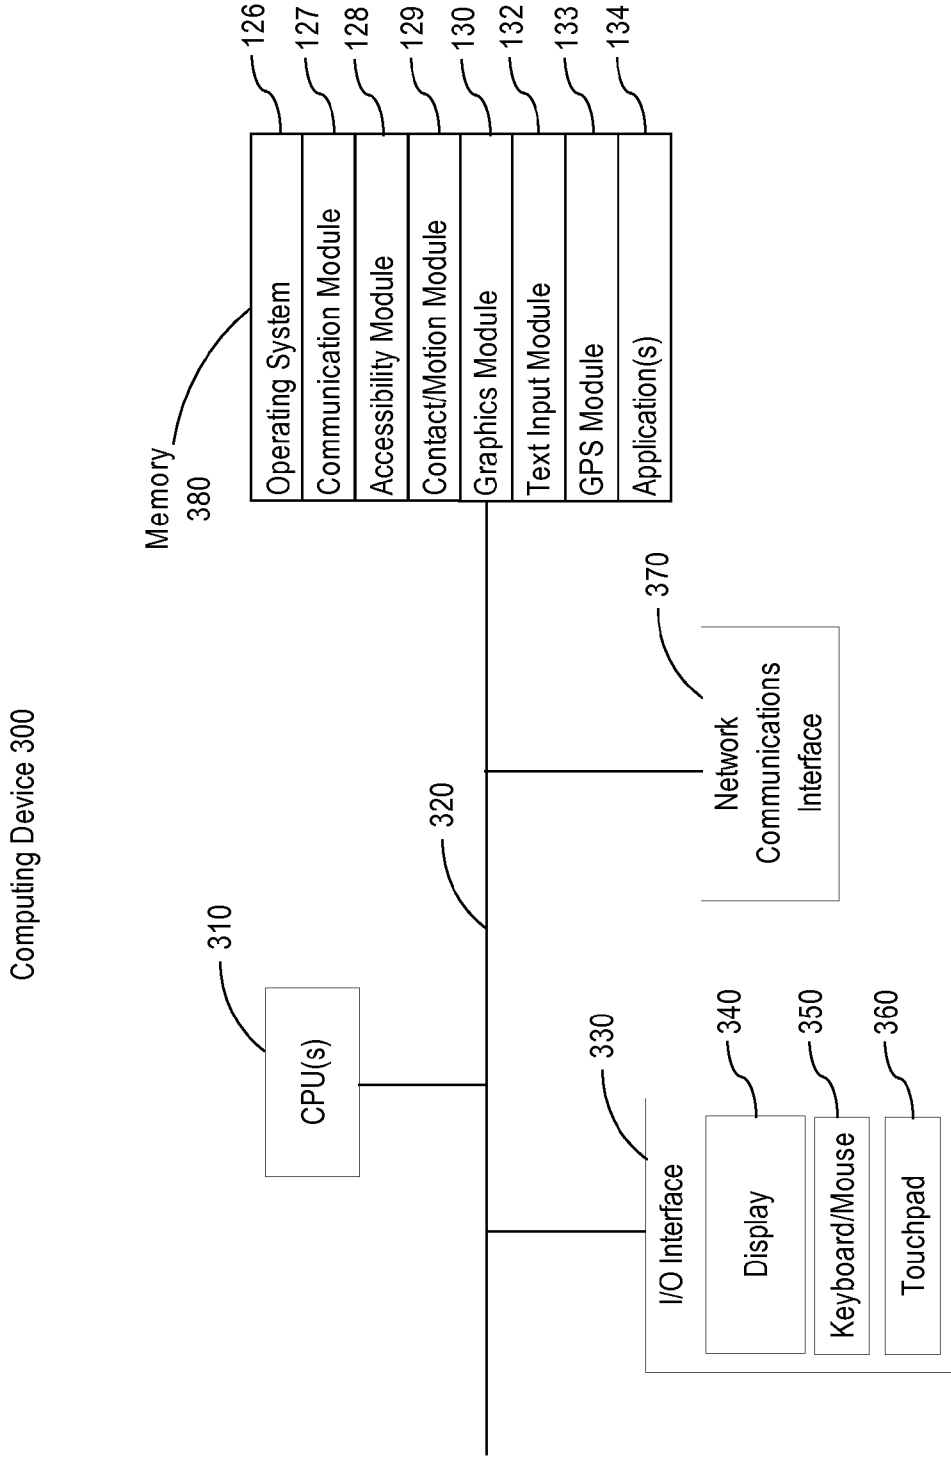 Computing Device 300
310
CPU(s)
320
330
I/O Interface
Display
340
Keyboard/Mouse
350
Touchpad
360
370
Network
Communications
Interface
Memory
380
Operating System
126
Communication Module
127
Accessibility Module
128
Contact/Motion Module
129
Graphics Module
130
Text Input Module
132
GPS Module
133
Application(s)
134